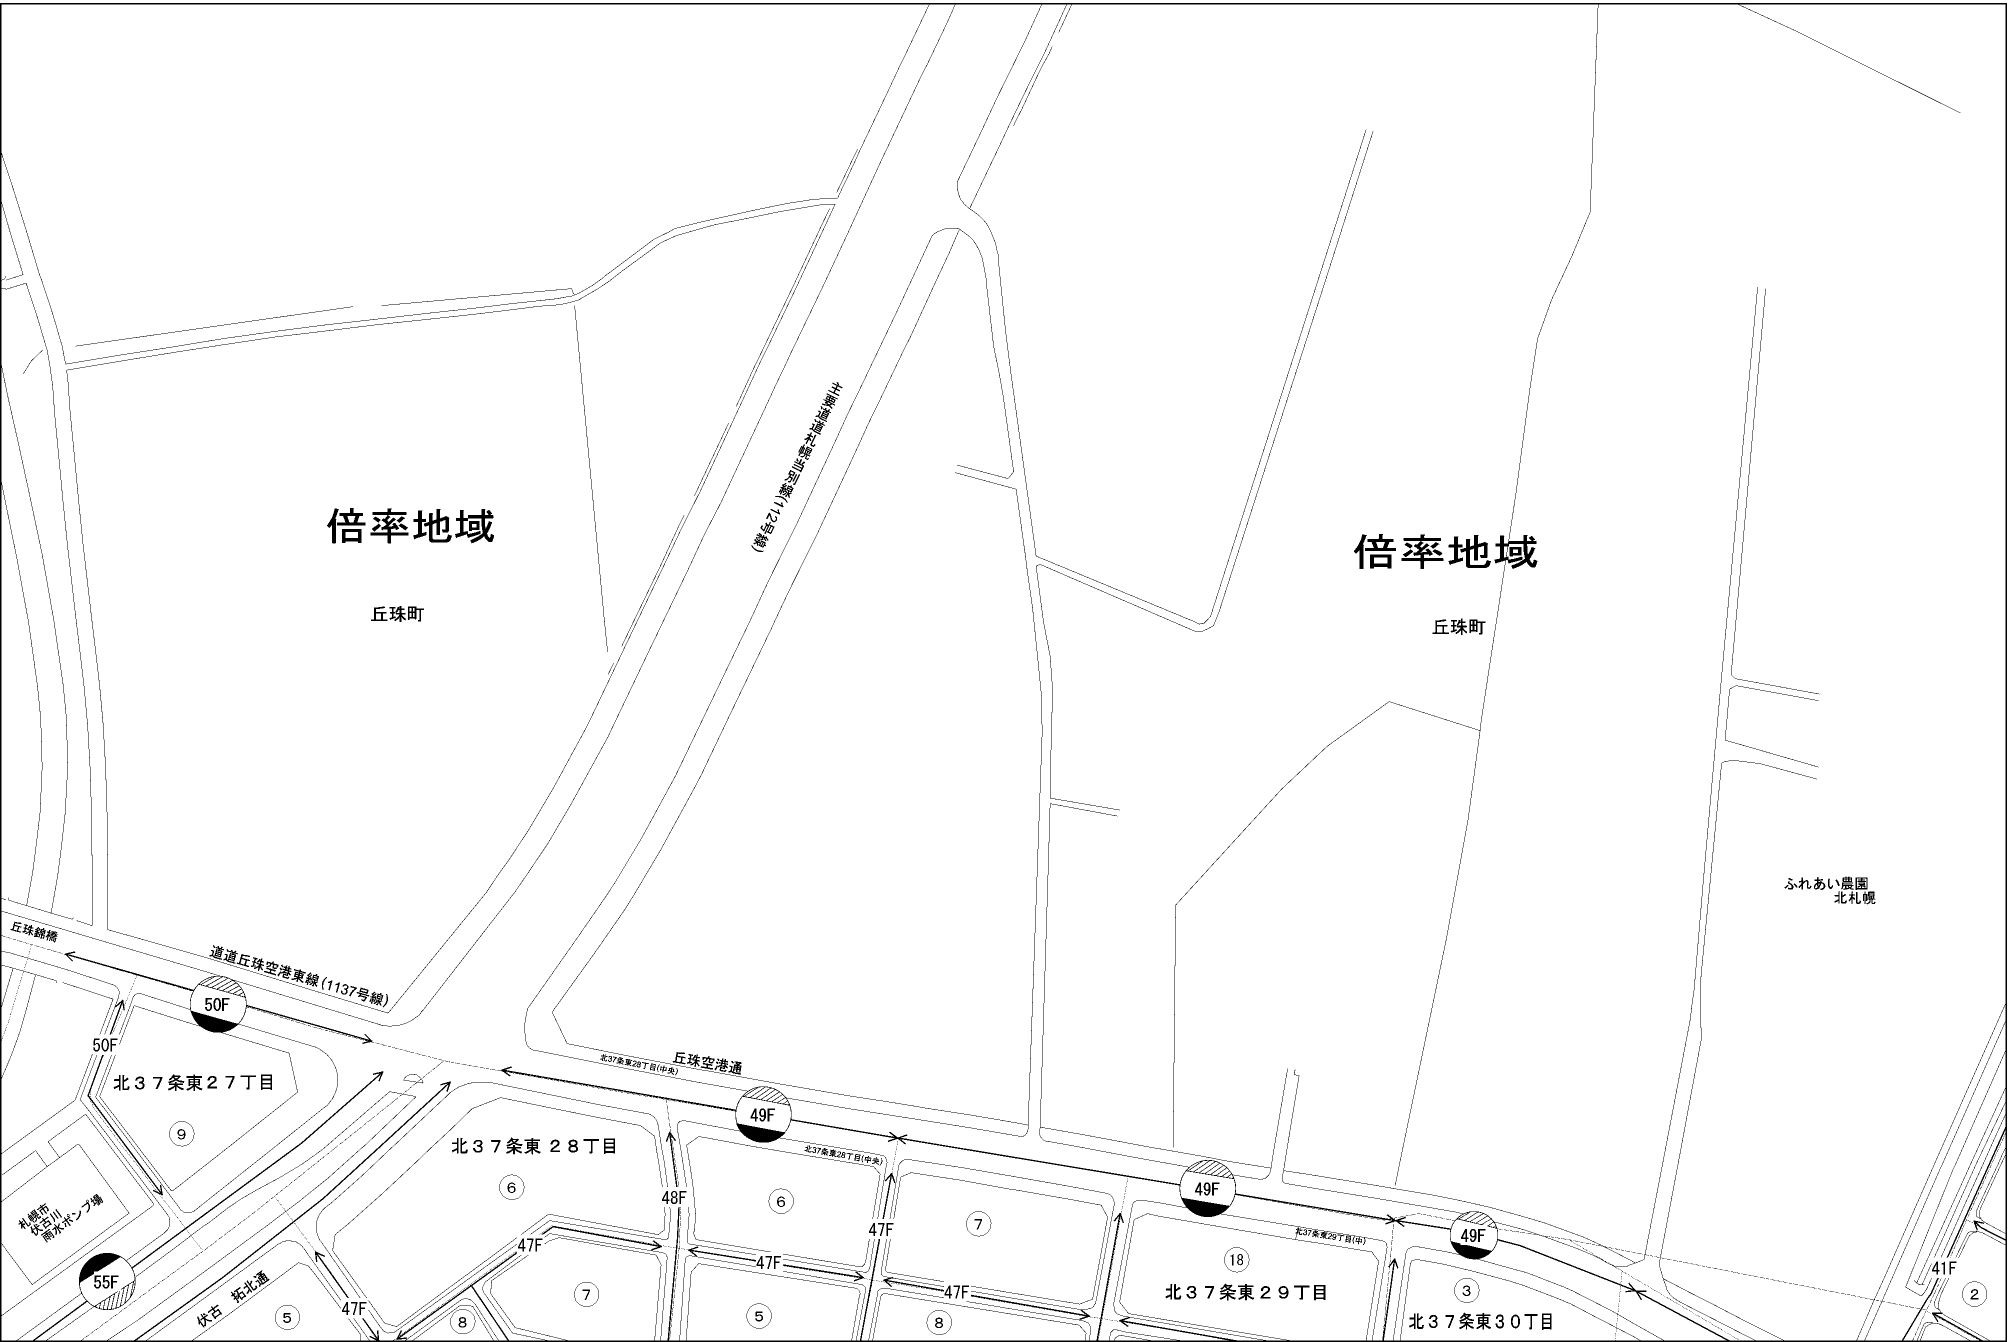 主要道道札幌当別線(112号線)
倍率地域
丘珠町
倍率地域
丘珠町
ふれあい農園
北札幌
丘珠錦橋
道道丘珠空港東線(1137号線)
50F
50F
北３７条東２７丁目
9
札幌市
伏古川
雨水ポンプ場
55F
伏古 拓北通
5
47F
8
北37条東28丁目(中央)
丘珠空港通
49F
北３７条東２８丁目
6
48F
47F
7
北37条東28丁目(中央)
6
47F
47F
5
7
47F
8
49F
北37条東29丁目(中)
18
北３７条東２９丁目
49F
3
北３７条東３０丁目
41F
2